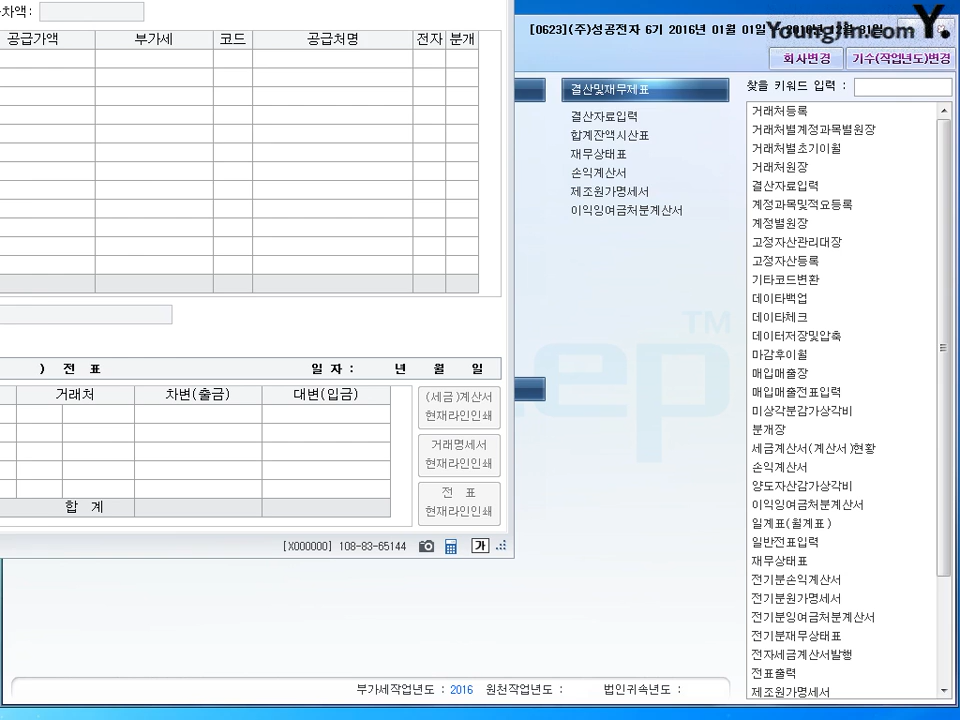 차액:
공급가액 부가세 코드 공급처명 전자 분개
) 전 표 일 자 : 년 월 일
거래처 차변(출금) 대변(입금)
합 계
(세금)계산서
현재라인인쇄
거래명세서
현재라인인쇄
전 표
현재라인인쇄
[X000000] 108-83-65144 가
[0623](주)성공전자 6기 2016년 01월 01일 ~ 2016년 12월 31일
YoungJin.com Y.
회사변경 기수(작업년도)변경
결산및재무제표
결산자료입력
합계잔액시산표
재무상태표
손익계산서
제조원가명세서
이익잉여금처분계산서
ep TM
찾을 키워드 입력 :
거래처등록
거래처별계정과목별원장
거래처별초기이월
거래처원장
결산자료입력
계정과목및적요등록
계정별원장
고정자산관리대장
고정자산등록
기타코드변환
데이타백업
데이타체크
데이터저장및압축
마감후이월
매입매출장
매입매출전표입력
미상각분감가상각비
분개장
세금계산서(계산서)현황
손익계산서
양도자산감가상각비
이익잉여금처분계산서
일계표(월계표)
일반전표입력
재무상태표
전기분손익계산서
전기분원가명세서
전기분잉여금처분계산서
전기분재무상태표
전자세금계산서발행
전표출력
제조원가명세서
부가세작업년도 : 2016 원천작업년도 : 법인귀속년도 :